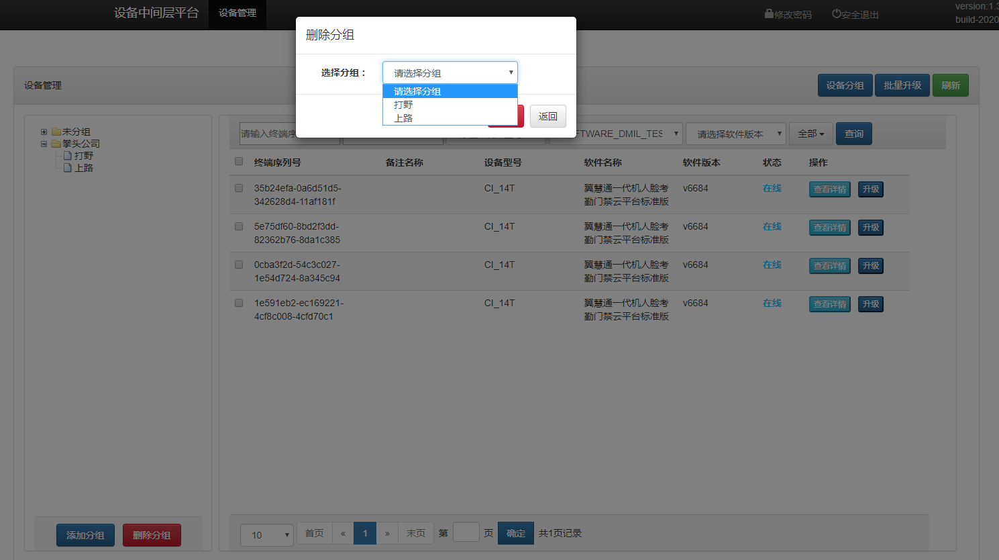 设备中间层平台
设备管理
修改密码
安全退出
version:1.3
build-2020
删除分组
选择分组：
请选择分组
请选择分组
打野
上路
返回
设备管理
设备分组
批量升级
刷新
未分组
拳头公司
打野
上路
请输入终端序
FTWARE_DMIL_TES
请选择软件版本
全部
查询
终端序列号 备注名称 设备型号 软件名称 软件版本 状态 操作
35b24efa-0a6d51d5- CI_14T 翼慧通一代机人脸考 v6684 在线 查看详情 升级
342628d4-11af181f 勤门禁云平台标准版
5e75df60-8bd2f3dd- CI_14T 翼慧通一代机人脸考 v6684 在线 查看详情 升级
82362b76-8da1c385 勤门禁云平台标准版
0cba3f2d-54c3c027- CI_14T 翼慧通一代机人脸考 v6684 在线 查看详情 升级
1e54d724-8a345c94 勤门禁云平台标准版
1e591eb2-ec169221- CI_14T 翼慧通一代机人脸考 v6684 在线 查看详情 升级
4cf8c008-4cfd70c1 勤门禁云平台标准版
添加分组
删除分组
10
首页 « 1 » 末页 第 页 确定 共1页记录